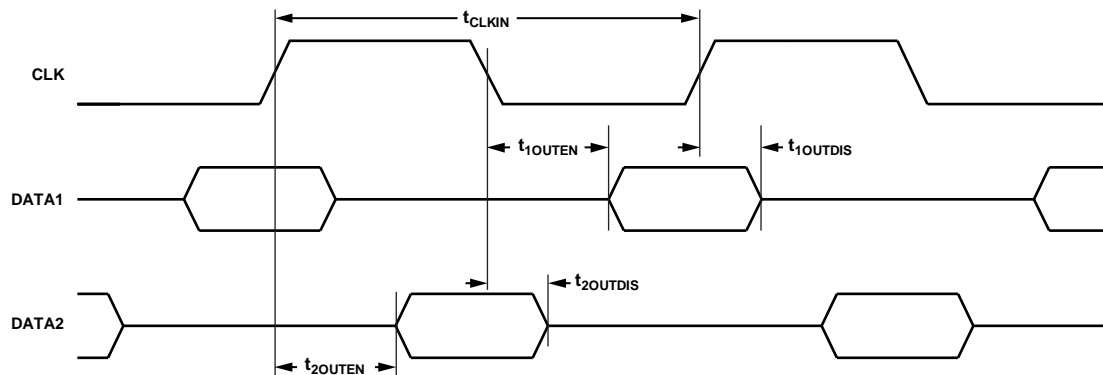 tCLKIN
CLK
t1OUTEN
t1OUTDIS
DATA1
t2OUTDIS
DATA2
t2OUTEN